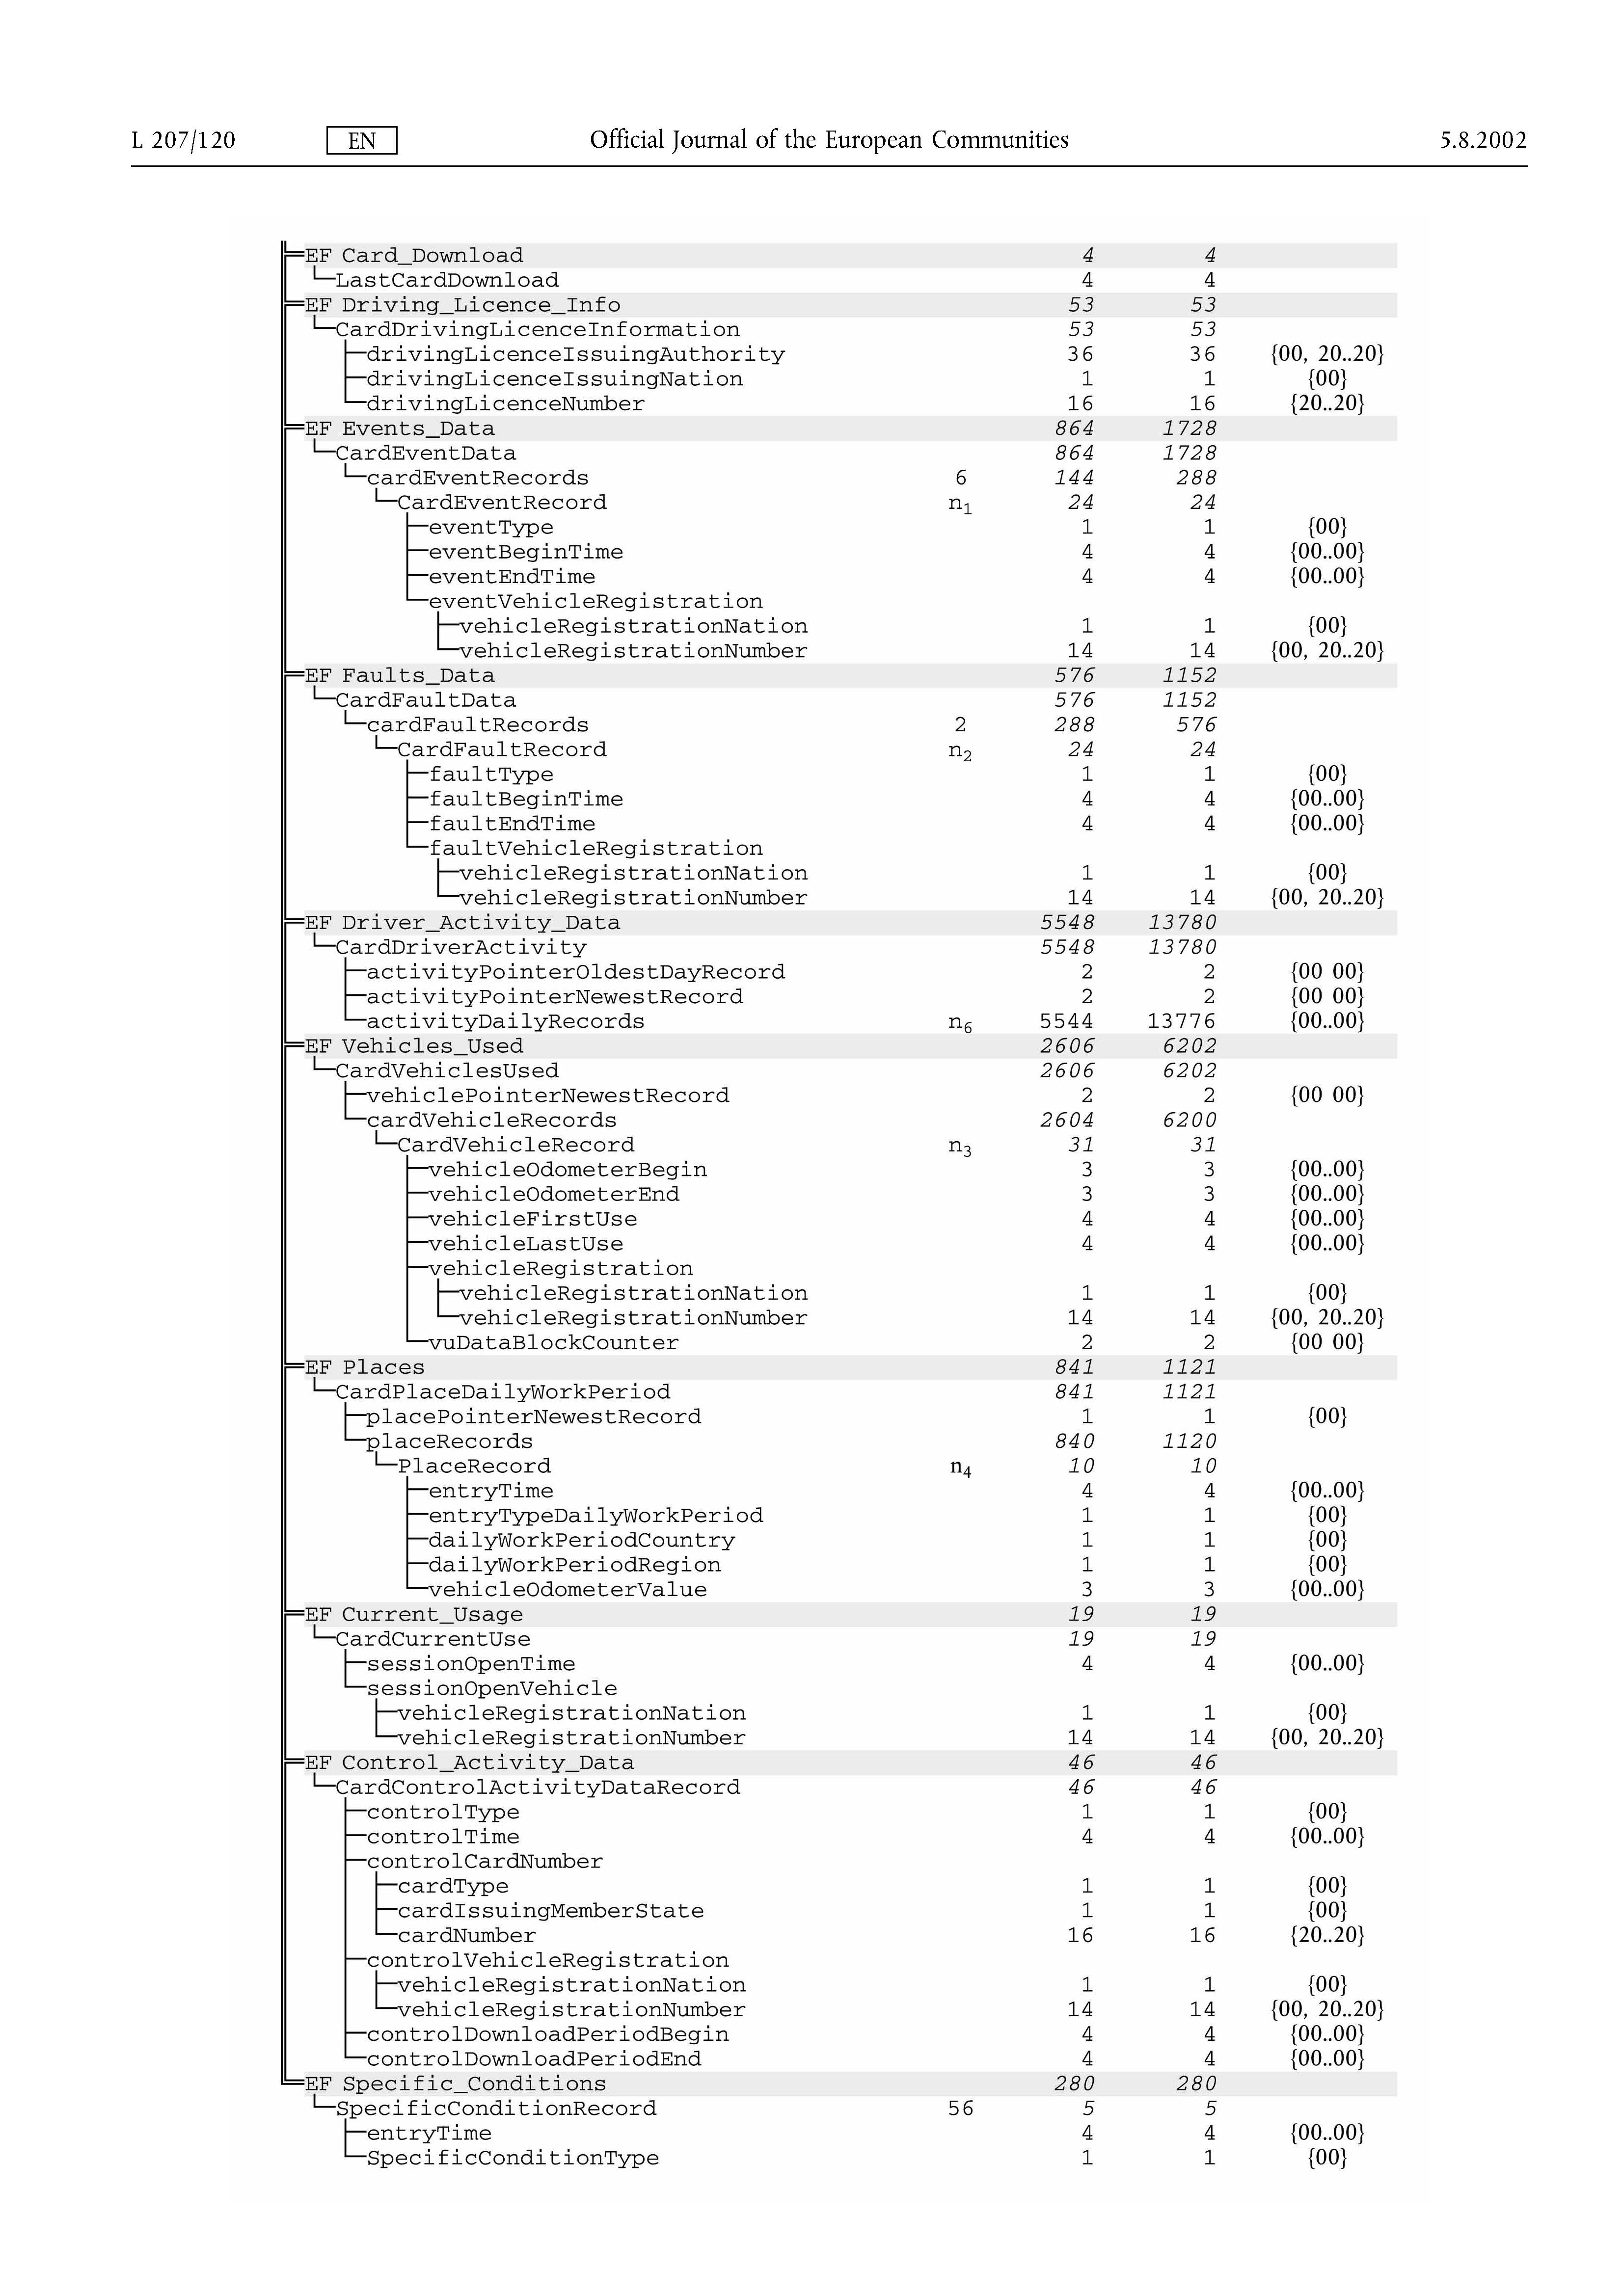 L 207/120 EN Official Journal of the European Communities 5.8.2002
EF Card_Download 4 4
LastCardDownload 4 4
EF Driving_Licence_Info 53 53
CardDrivingLicenceInformation 53 53
drivingLicenceIssuingAuthority 36 36 {00, 20..20}
drivingLicenceIssuingNation 1 1 {00}
drivingLicenceNumber 16 16 {20..20}
EF Events_Data 864 1728
CardEventData 864 1728
cardEventRecords 6 144 288
CardEventRecord n₁ 24 24
eventType 1 1 {00}
eventBeginTime 4 4 {00..00}
eventEndTime 4 4 {00..00}
eventVehicleRegistration
vehicleRegistrationNation 1 1 {00}
vehicleRegistrationNumber 14 14 {00, 20..20}
EF Faults_Data 576 1152
CardFaultData 576 1152
cardFaultRecords 2 288 576
CardFaultRecord n₂ 24 24
faultType 1 1 {00}
faultBeginTime 4 4 {00..00}
faultEndTime 4 4 {00..00}
faultVehicleRegistration
vehicleRegistrationNation 1 1 {00}
vehicleRegistrationNumber 14 14 {00, 20..20}
EF Driver_Activity_Data 5548 13780
CardDriverActivity 5548 13780
activityPointerOldestDayRecord 2 2 {00 00}
activityPointerNewestRecord 2 2 {00 00}
activityDailyRecords n₆ 5544 13776 {00..00}
EF Vehicles_Used 2606 6202
CardVehiclesUsed 2606 6202
vehiclePointerNewestRecord 2 2 {00 00}
cardVehicleRecords 2604 6200
CardVehicleRecord n₃ 31 31
vehicleOdometerBegin 3 3 {00..00}
vehicleOdometerEnd 3 3 {00..00}
vehicleFirstUse 4 4 {00..00}
vehicleLastUse 4 4 {00..00}
vehicleRegistration
vehicleRegistrationNation 1 1 {00}
vehicleRegistrationNumber 14 14 {00, 20..20}
vuDataBlockCounter 2 2 {00 00}
EF Places 841 1121
CardPlaceDailyWorkPeriod 841 1121
placePointerNewestRecord 1 1 {00}
placeRecords 840 1120
PlaceRecord n₄ 10 10
entryTime 4 4 {00..00}
entryTypeDailyWorkPeriod 1 1 {00}
dailyWorkPeriodCountry 1 1 {00}
dailyWorkPeriodRegion 1 1 {00}
vehicleOdometerValue 3 3 {00..00}
EF Current_Usage 19 19
CardCurrentUse 19 19
sessionOpenTime 4 4 {00..00}
sessionOpenVehicle
vehicleRegistrationNation 1 1 {00}
vehicleRegistrationNumber 14 14 {00, 20..20}
EF Control_Activity_Data 46 46
CardControlActivityDataRecord 46 46
controlType 1 1 {00}
controlTime 4 4 {00..00}
controlCardNumber
cardType 1 1 {00}
cardIssuingMemberState 1 1 {00}
cardNumber 16 16 {20..20}
controlVehicleRegistration
vehicleRegistrationNation 1 1 {00}
vehicleRegistrationNumber 14 14 {00, 20..20}
controlDownloadPeriodBegin 4 4 {00..00}
controlDownloadPeriodEnd 4 4 {00..00}
EF Specific_Conditions 280 280
SpecificConditionRecord 56 5 5
entryTime 4 4 {00..00}
SpecificConditionType 1 1 {00}